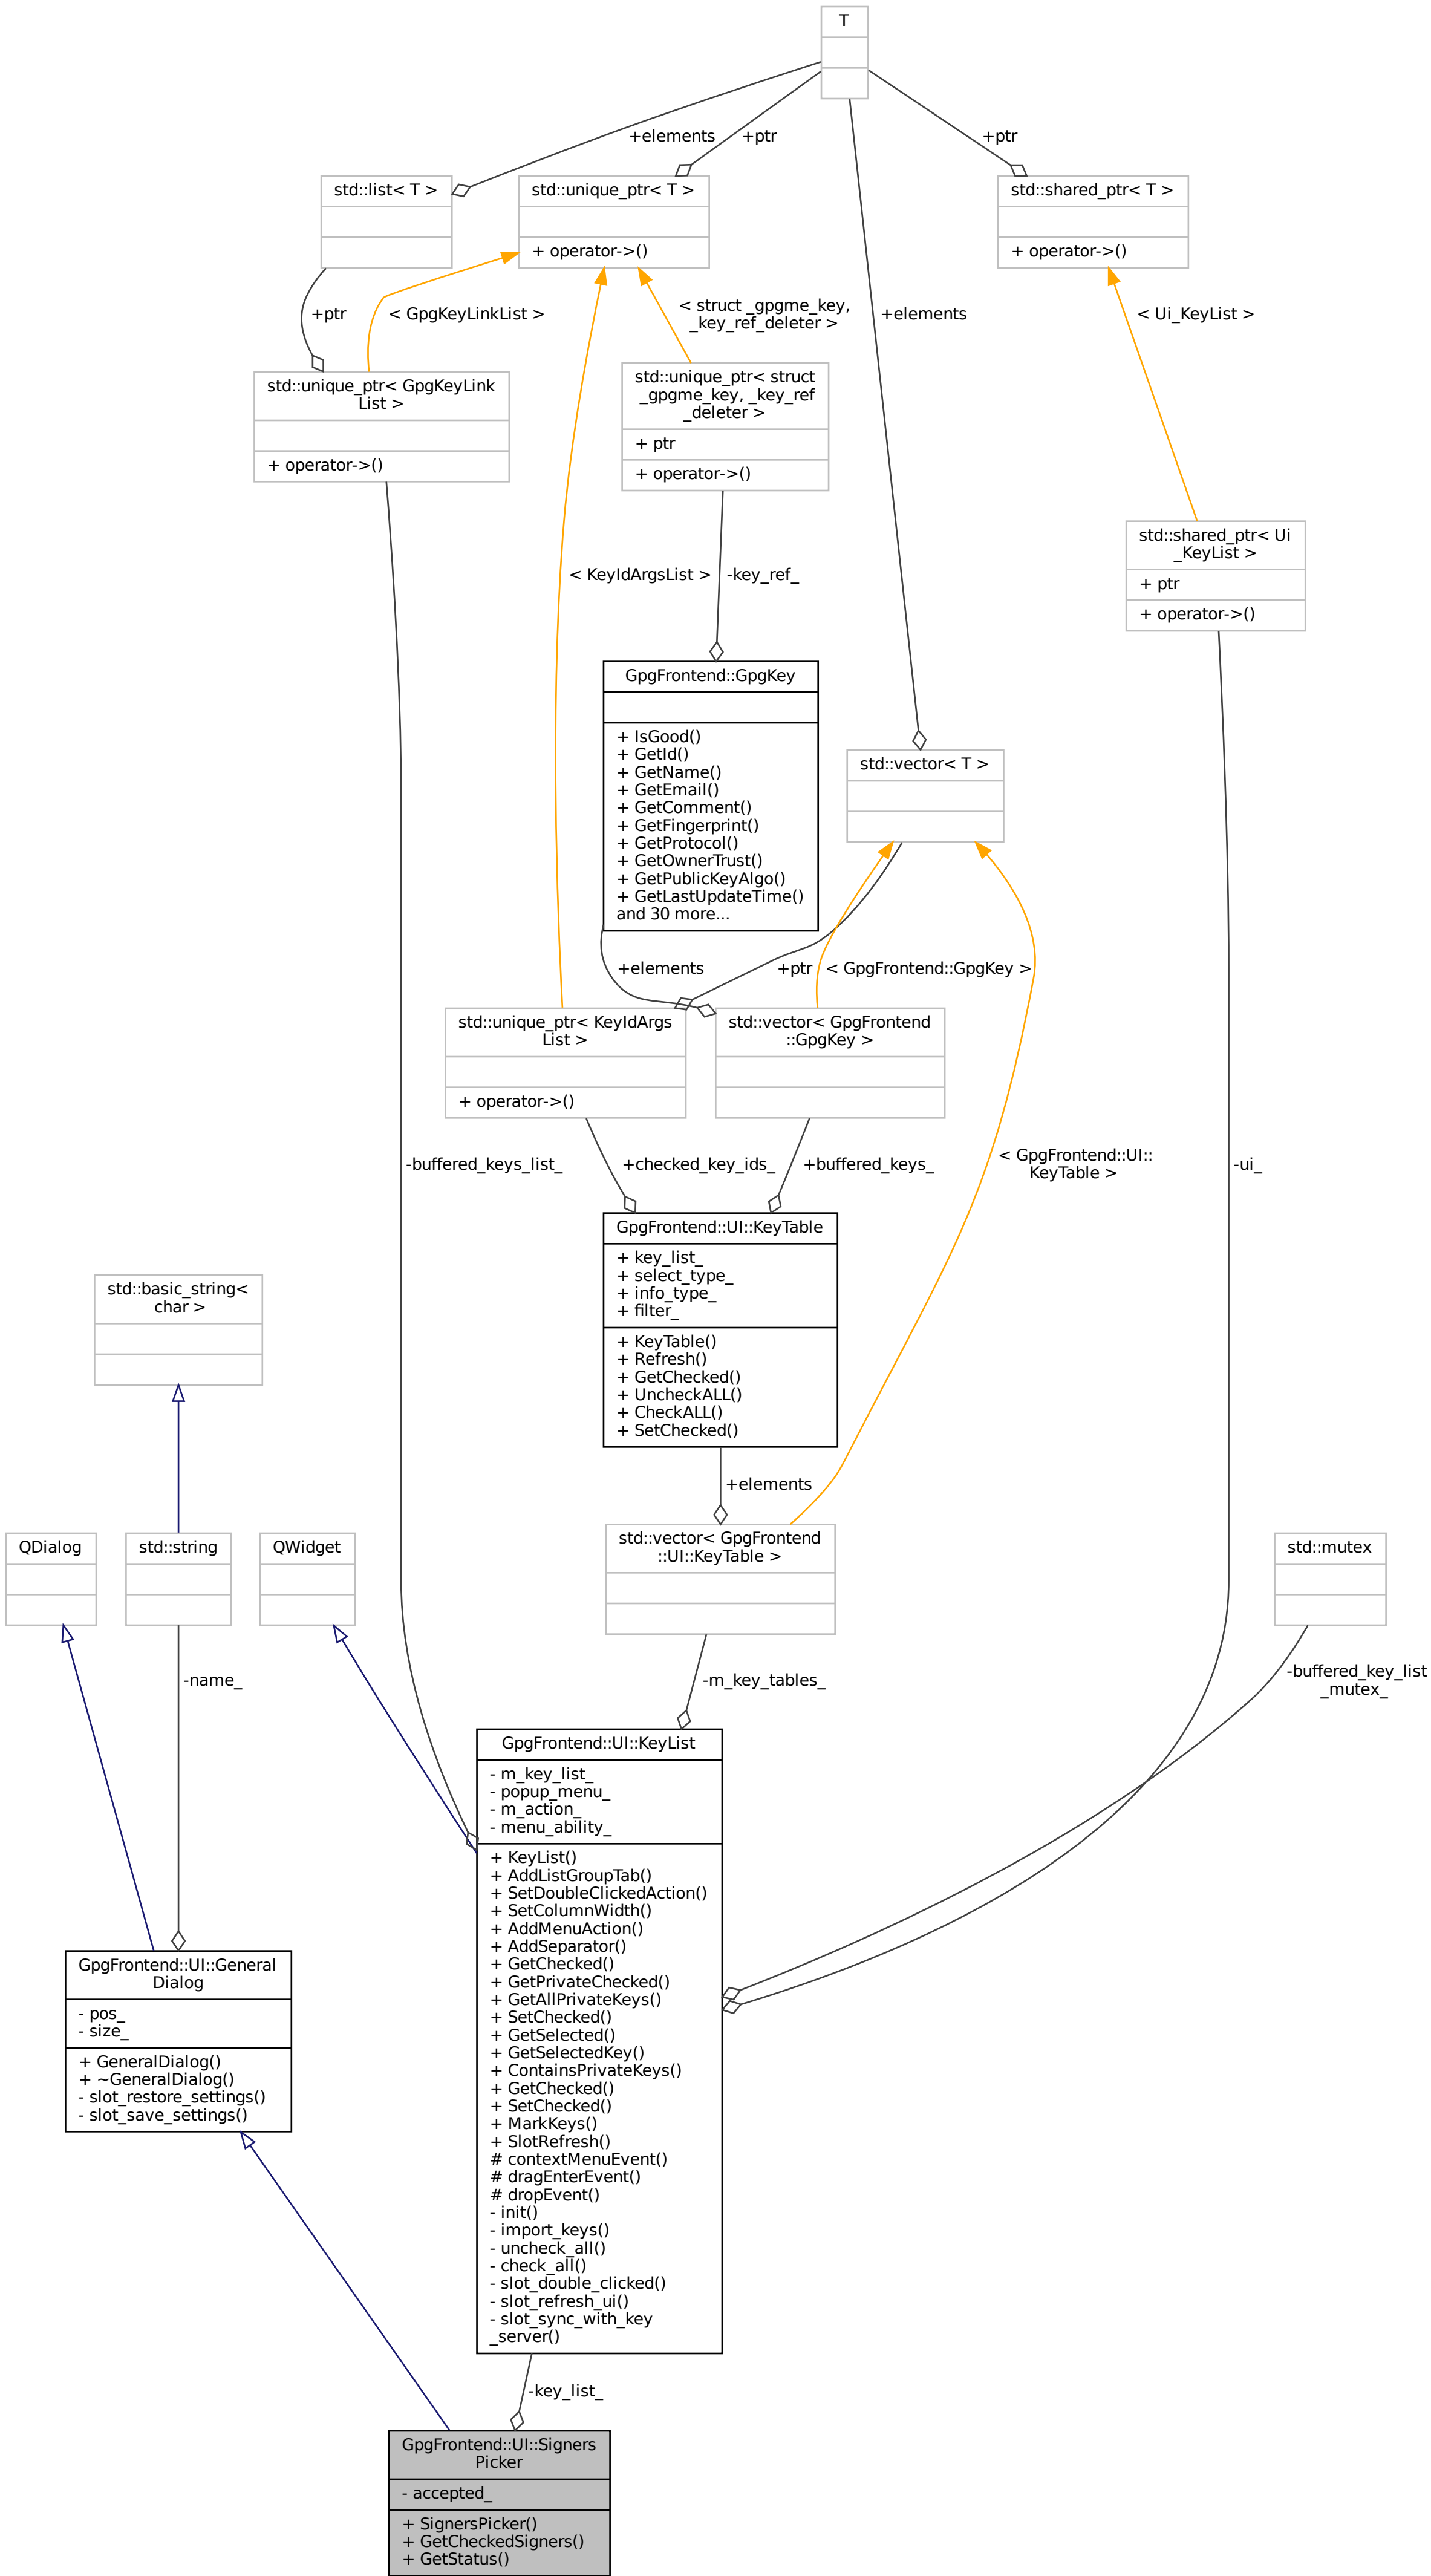 T
+elements
+ptr
+ptr
std::list< T >
std::unique_ptr< T >
+ operator->()
std::shared_ptr< T >
+ operator->()
+ptr
< GpgKeyLinkList >
< struct _gpgme_key,
_key_ref_deleter >
+elements
< Ui_KeyList >
std::unique_ptr< GpgKeyLink
List >
+ operator->()
std::unique_ptr< struct
_gpgme_key, _key_ref
_deleter >
+ ptr
+ operator->()
std::shared_ptr< Ui
_KeyList >
+ ptr
+ operator->()
< KeyIdArgsList >
-key_ref_
GpgFrontend::GpgKey
+ IsGood()
+ GetId()
+ GetName()
+ GetEmail()
+ GetComment()
+ GetFingerprint()
+ GetProtocol()
+ GetOwnerTrust()
+ GetPublicKeyAlgo()
+ GetLastUpdateTime()
and 30 more...
std::vector< T >
+elements
+ptr
< GpgFrontend::GpgKey >
std::unique_ptr< KeyIdArgs
List >
+ operator->()
std::vector< GpgFrontend
::GpgKey >
-buffered_keys_list_
+checked_key_ids_
+buffered_keys_
< GpgFrontend::UI::
KeyTable >
-ui_
GpgFrontend::UI::KeyTable
+ key_list_
+ select_type_
+ info_type_
+ filter_
+ KeyTable()
+ Refresh()
+ GetChecked()
+ UncheckALL()
+ CheckALL()
+ SetChecked()
std::basic_string<
char >
+elements
QDialog
std::string
QWidget
std::vector< GpgFrontend
::UI::KeyTable >
std::mutex
-name_
-m_key_tables_
-buffered_key_list
_mutex_
GpgFrontend::UI::KeyList
- m_key_list_
- popup_menu_
- m_action_
- menu_ability_
+ KeyList()
+ AddListGroupTab()
+ SetDoubleClickedAction()
+ SetColumnWidth()
+ AddMenuAction()
+ AddSeparator()
+ GetChecked()
+ GetPrivateChecked()
+ GetAllPrivateKeys()
+ SetChecked()
+ GetSelected()
+ GetSelectedKey()
+ ContainsPrivateKeys()
+ GetChecked()
+ SetChecked()
+ MarkKeys()
+ SlotRefresh()
# contextMenuEvent()
# dragEnterEvent()
# dropEvent()
- init()
- import_keys()
- uncheck_all()
- check_all()
- slot_double_clicked()
- slot_refresh_ui()
- slot_sync_with_key
_server()
GpgFrontend::UI::General
Dialog
- pos_
- size_
+ GeneralDialog()
+ ~GeneralDialog()
- slot_restore_settings()
- slot_save_settings()
-key_list_
GpgFrontend::UI::Signers
Picker
- accepted_
+ SignersPicker()
+ GetCheckedSigners()
+ GetStatus()